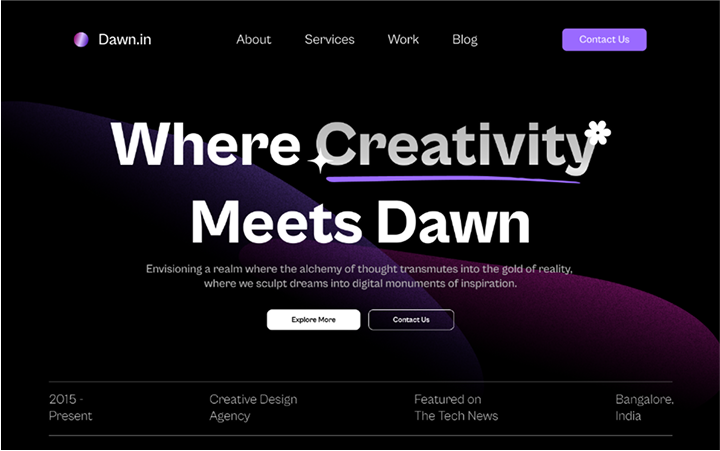 Dawn.in
About
Services
Work
Blog
Contact Us
Where Creativity
Meets Dawn
Envisioning a realm where the alchemy of thought transmutes into the gold of reality,
where we sculpt dreams into digital monuments of inspiration.
Explore More
Contact Us
2015 -
Present
Creative Design
Agency
Featured on
The Tech News
Bangalore,
India